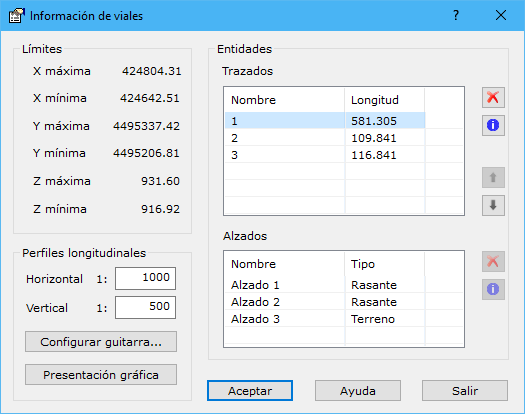 Información de viales
Límites
X máxima 424804.31
X mínima 424642.51
Y máxima 4495337.42
Y mínima 4495206.81
Z máxima 931.60
Z mínima 916.92
Perfiles longitudinales
Horizontal 1: 1000
Vertical 1: 500
Configurar guitarra...
Presentación gráfica
Entidades
Trazados
Nombre Longitud
1 581.305
2 109.841
3 116.841
Alzados
Nombre Tipo
Alzado 1 Rasante
Alzado 2 Rasante
Alzado 3 Terreno
Aceptar Ayuda Salir